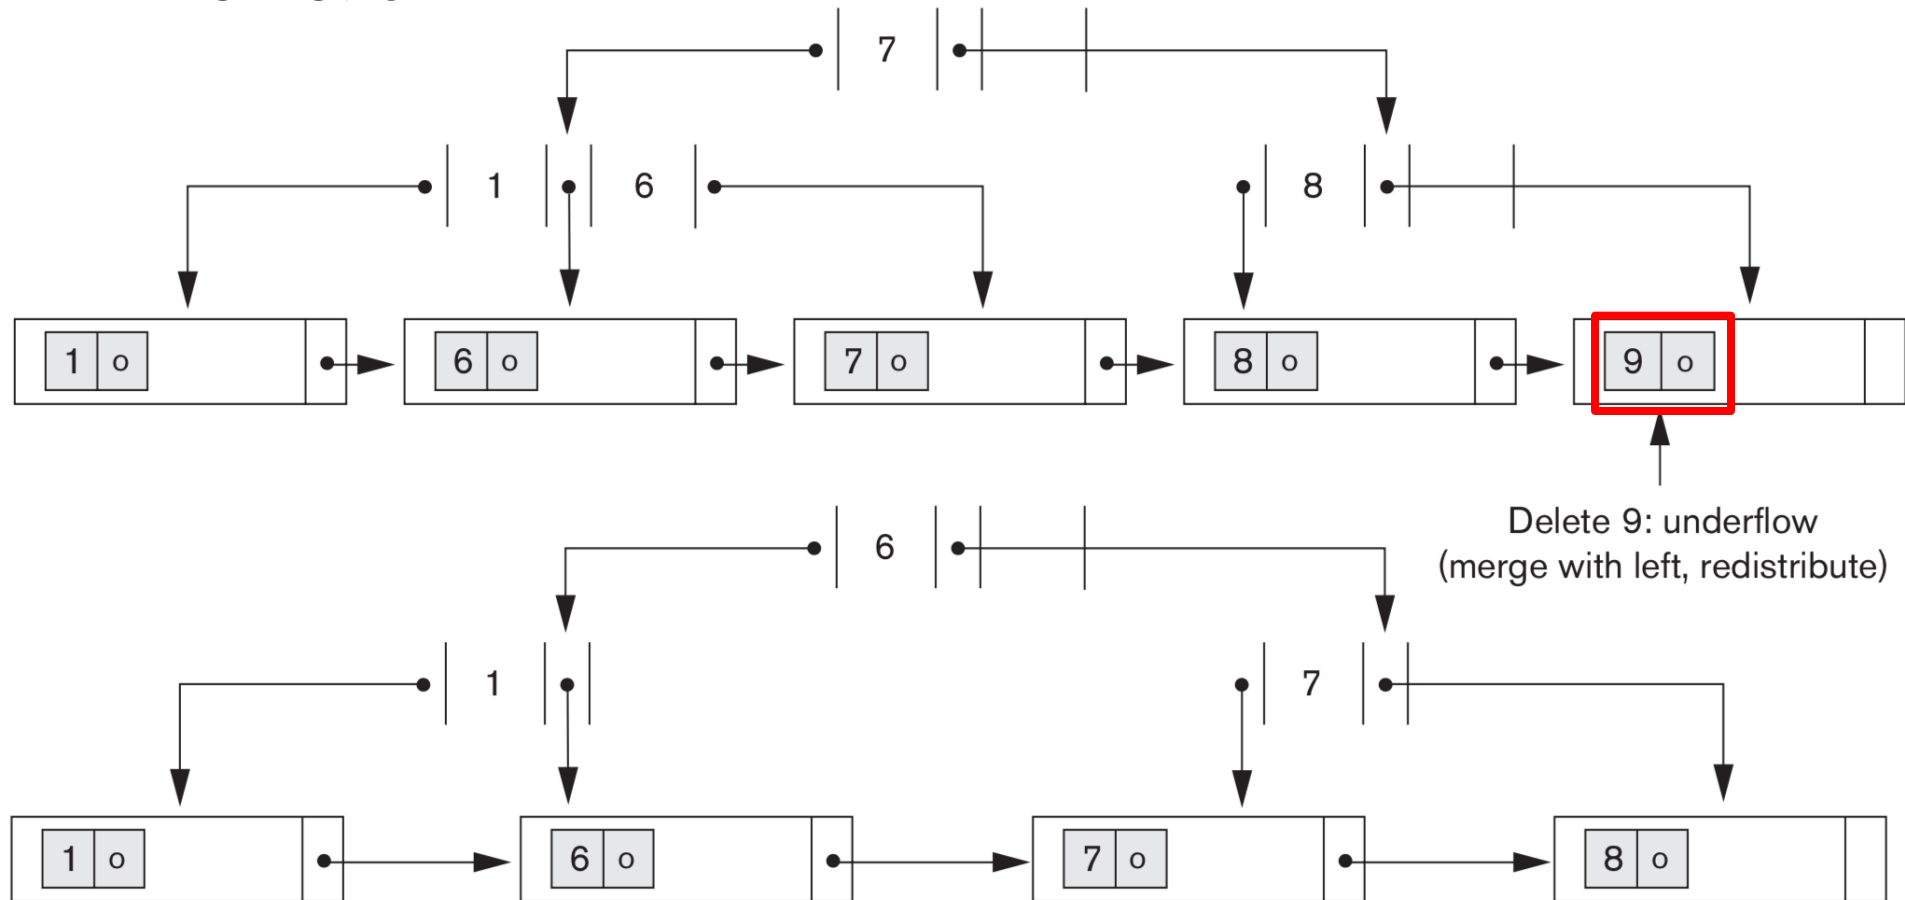 7
1 6 8
1 o 6 o 7 o 8 o 9 o
Delete 9: underflow
(merge with left, redistribute)
6
1 7
1 o 6 o 7 o 8 o